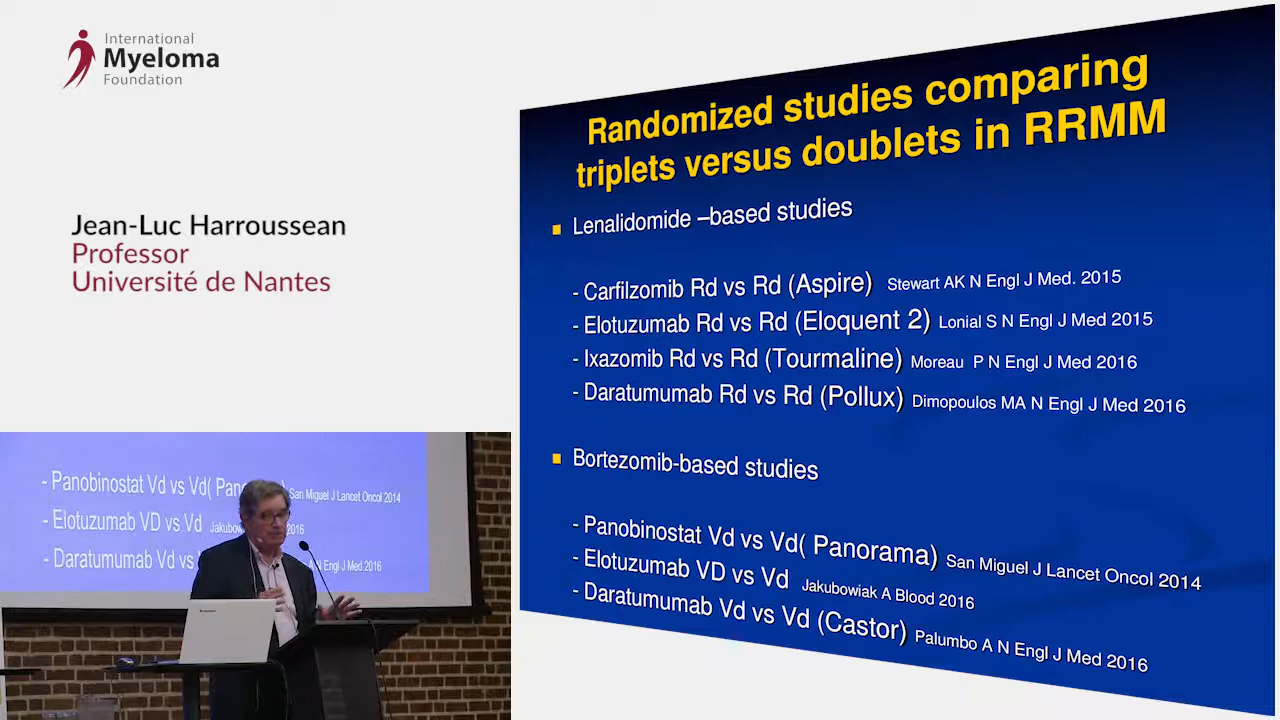 International
Myeloma
Foundation
Jean-Luc Harroussean
Professor
Université de Nantes
Randomized studies comparing
triplets versus doublets in RRMM
Lenalidomide –based studies
- Carfilzomib Rd vs Rd (Aspire) Stewart AK N Engl J Med. 2015
- Elotuzumab Rd vs Rd (Eloquent 2) Lonial S N Engl J Med 2015
- Ixazomib Rd vs Rd (Tourmaline) Moreau P N Engl J Med 2016
- Daratumumab Rd vs Rd (Pollux) Dimopoulos MA N Engl J Med 2016
Bortezomib-based studies
- Panobinostat Vd vs Vd( Panorama) San Miguel J Lancet Oncol 2014
- Elotuzumab VD vs Vd Jakubowiak A Blood 2016
- Daratumumab Vd vs Vd (Castor) Palumbo A N Engl J Med 2016
- Panobinostat Vd vs Vd( San Miguel J Lancet Oncol 2014
- Elotuzumab VD vs Vd 2016
- Daratumumab Vd N Engl J Med 2016